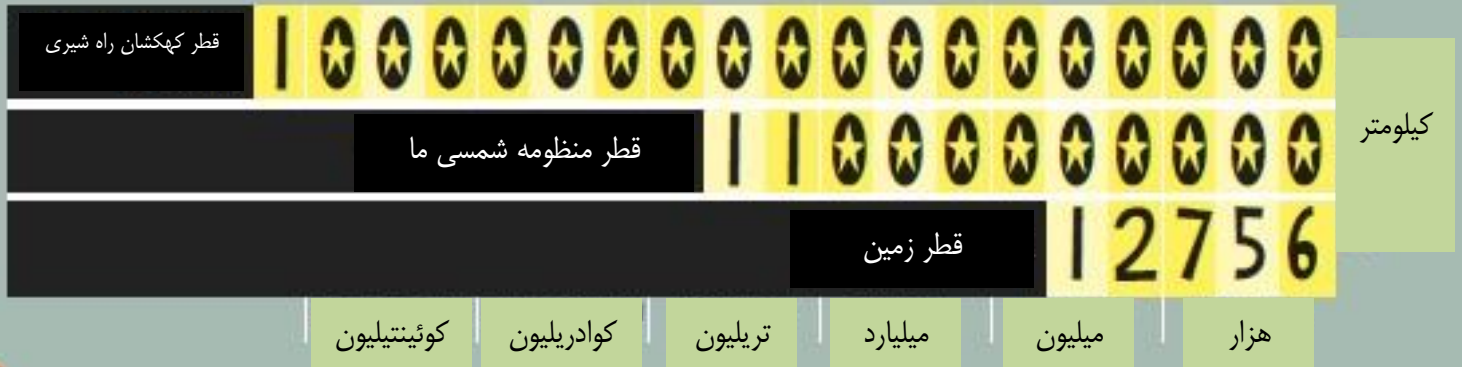 قطر کهکشان راه شیری 1000000000000000000
کیلومتر
قطر منظومه شمسی ما 11000000000
قطر زمین 12756
هزار میلیون میلیارد تریلیون کوادریلیون کوئینتیلیون